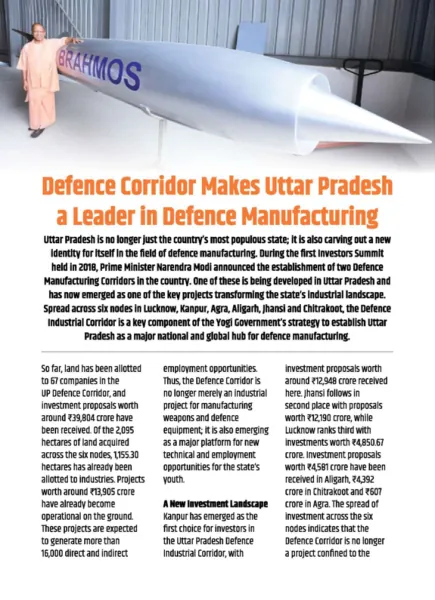 BRAHMOS
Defence Corridor Makes Uttar Pradesh
a Leader in Defence Manufacturing
Uttar Pradesh is no longer just the country's most populous state; it is also carving out a new
identity for itself in the field of defence manufacturing. During the first Investors Summit
held in 2018, Prime Minister Narendra Modi announced the establishment of two Defence
Manufacturing Corridors in the country. One of these is being developed in Uttar Pradesh and
has now emerged as one of the key projects transforming the state's industrial landscape.
Spread across six nodes in Lucknow, Kanpur, Agra, Aligarh, Jhansi and Chitrakoot, the Defence
Industrial Corridor is a key component of the Yogi Government's strategy to establish Uttar
Pradesh as a major national and global hub for defence manufacturing.
So far, land has been allotted
to 67 companies in the
UP Defence Corridor, and
investment proposals worth
around ₹39,804 crore have
been received. Of the 2,095
hectares of land acquired
across the six nodes, 1,155.30
hectares has already been
allotted to industries. Projects
worth around ₹13,905 crore
have already become
operational on the ground.
These projects are expected
to generate more than
16,000 direct and indirect
employment opportunities.
Thus, the Defence Corridor is
no longer merely an industrial
project for manufacturing
weapons and defence
equipment; it is also emerging
as a major platform for new
technical and employment
opportunities for the state's
youth.
A New Investment Landscape
Kanpur has emerged as the
first choice for investors in
the Uttar Pradesh Defence
Industrial Corridor, with
investment proposals worth
around ₹12,948 crore received
here. Jhansi follows in
second place with proposals
worth ₹12,190 crore, while
Lucknow ranks third with
investments worth ₹4,850.67
crore. Investment proposals
worth ₹4,581 crore have been
received in Aligarh, ₹4,392
crore in Chitrakoot and ₹607
crore in Agra. The spread of
investment across the six
nodes indicates that the
Defence Corridor is no longer
a project confined to the